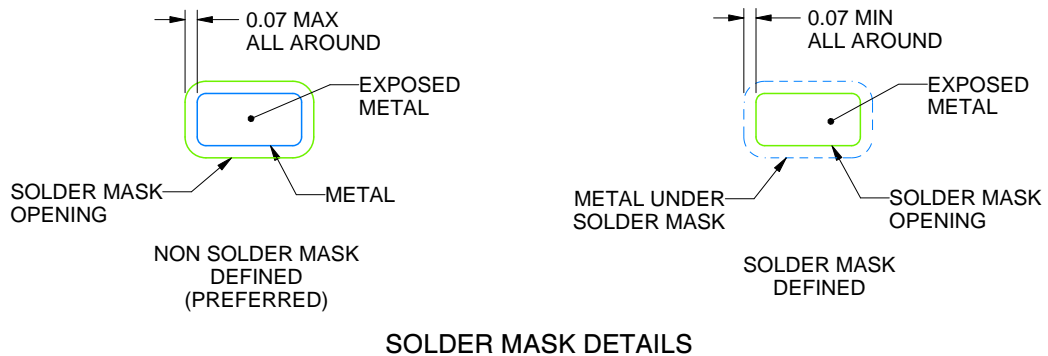 0.07 MAX
ALL AROUND
EXPOSED
METAL
SOLDER MASK
OPENING
METAL
NON SOLDER MASK
DEFINED
(PREFERRED)
0.07 MIN
ALL AROUND
EXPOSED
METAL
METAL UNDER
SOLDER MASK
SOLDER MASK
OPENING
SOLDER MASK
DEFINED
SOLDER MASK DETAILS